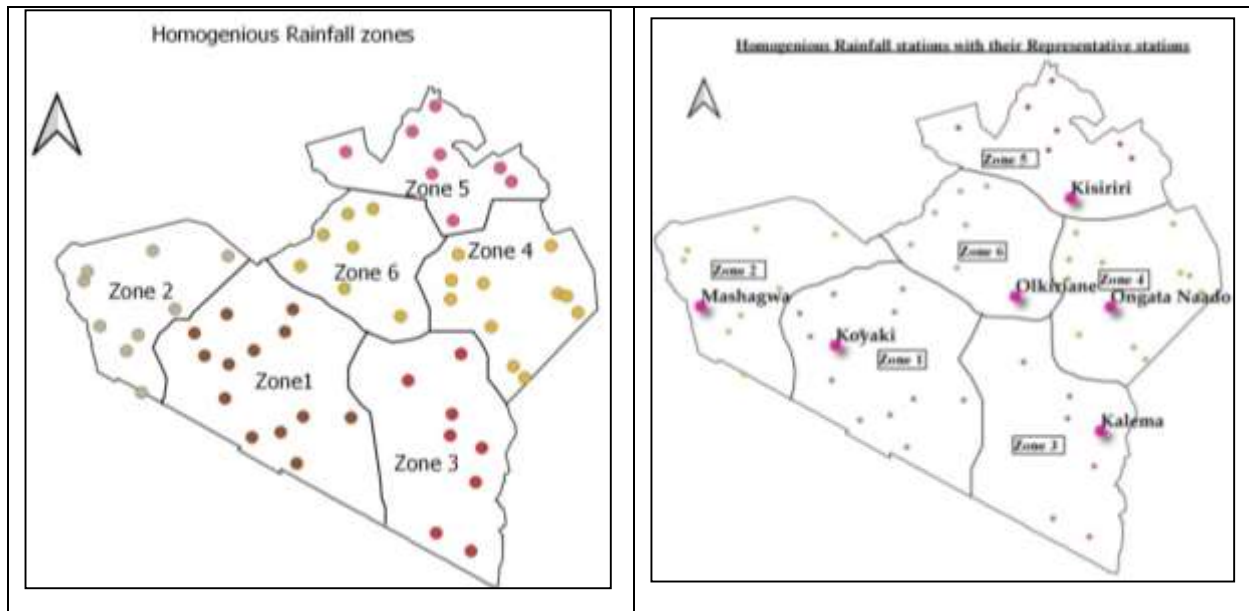 Homogenious Rainfall zones
Zone 5
Zone 4
Zone 6
Zone 2
Zone1
Zone 3
Homogenious Rainfall stations with their Representative stations
Zone 5
Kisiriri
Zone 6
Zone 2
Zone 4
Olkiriane
Mashagwa
Ongata Naado
Koyaki
Zone 1
Kalema
Zone 3